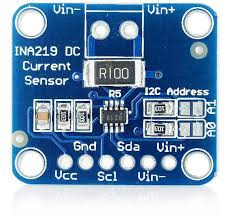 Vin- Vin+
INA219 DC
Current
Sensor
R100
R5
I2C Address
A1
A0
Gnd Sda Vin+
Vcc Scl Vin-